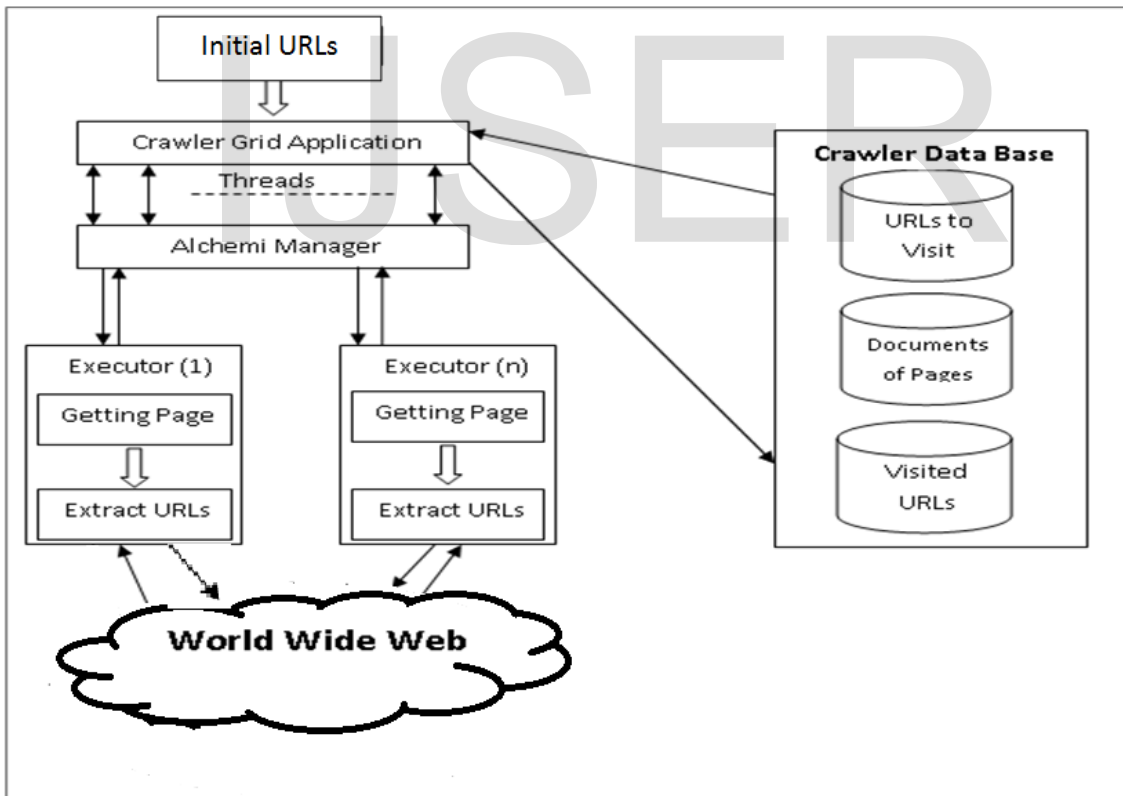 IJSER
Initial URLs
Crawler Grid Application
Threads
Alchemi Manager
Executor (1)
Getting Page
Extract URLs
Executor (n)
Getting Page
Extract URLs
World Wide Web
Crawler Data Base
URLs to
Visit
Documents
of Pages
Visited
URLs